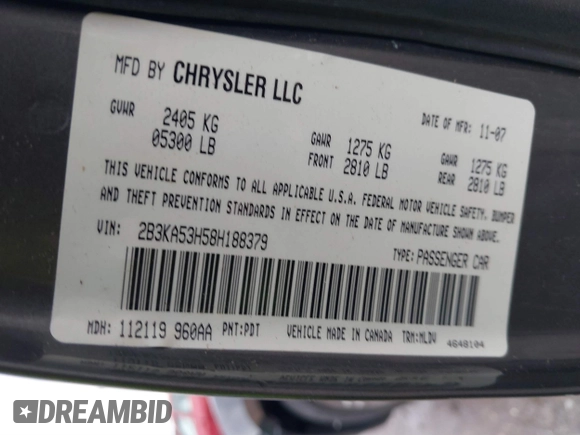 MFD BY CHRYSLER LLC
DATE OF MFR: 11-07
GVWR 2405 KG
05300 LB
GAWR FRONT 1275 KG
2810 LB
GAWR REAR 1275 KG
2810 LB
THIS VEHICLE CONFORMS TO ALL APPLICABLE U.S.A. FEDERAL MOTOR VEHICLE SAFETY, BUMPER
AND THEFT PREVENTION STANDARDS IN EFFECT ON THE DATE OF MANUFACTURE SHOWN ABOVE.
VIN: 2B3KA53H58H188379
TYPE: PASSENGER CAR
MDH: 112119 960AA PNT:PDT VEHICLE MADE IN CANADA TRM:MLDV
4648104
DREAMBID